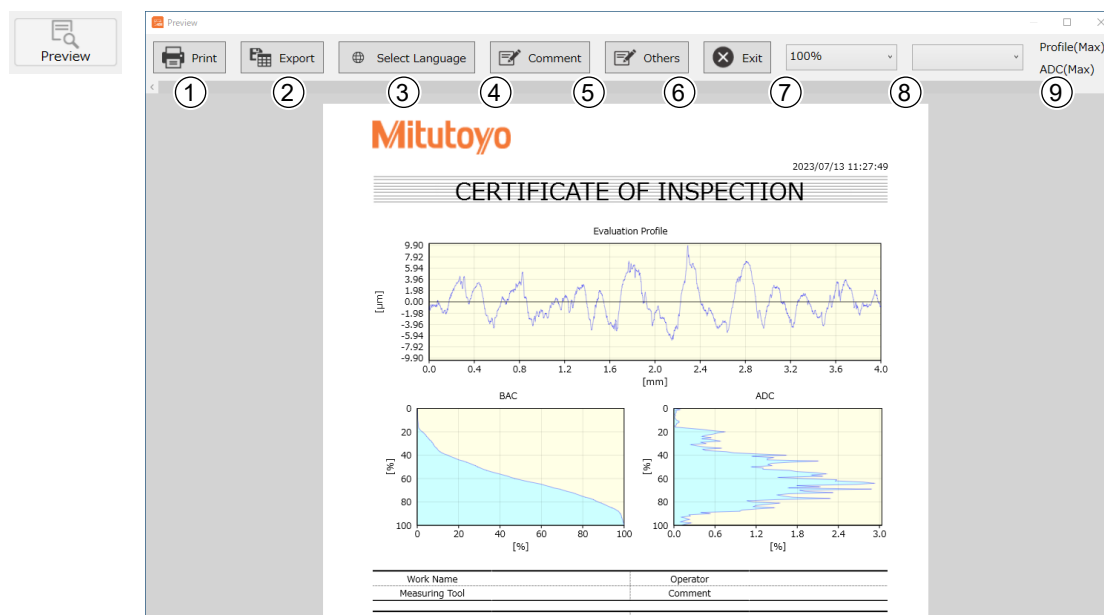 Preview
Preview
Print Export Select Language Comment Others Exit 100% Profile(Max)
ADC(Max)
1 2 3 4 5 6 7 8 9
Mitutoyo
2023/07/13 11:27:49
CERTIFICATE OF INSPECTION
Evaluation Profile
9.90
7.92
5.94
3.96
1.98
0.00
-1.98
-3.96
-5.94
-7.92
-9.90
[µm]
0.0 0.4 0.8 1.2 1.6 2.0 2.4 2.8 3.2 3.6 4.0
[mm]
BAC
0
20
40
60
80
100
[%]
0 20 40 60 80 100
[%]
ADC
0
20
40
60
80
100
[%]
0.0 0.6 1.2 1.8 2.4 3.0
[%]
Work Name Operator
Measuring Tool Comment